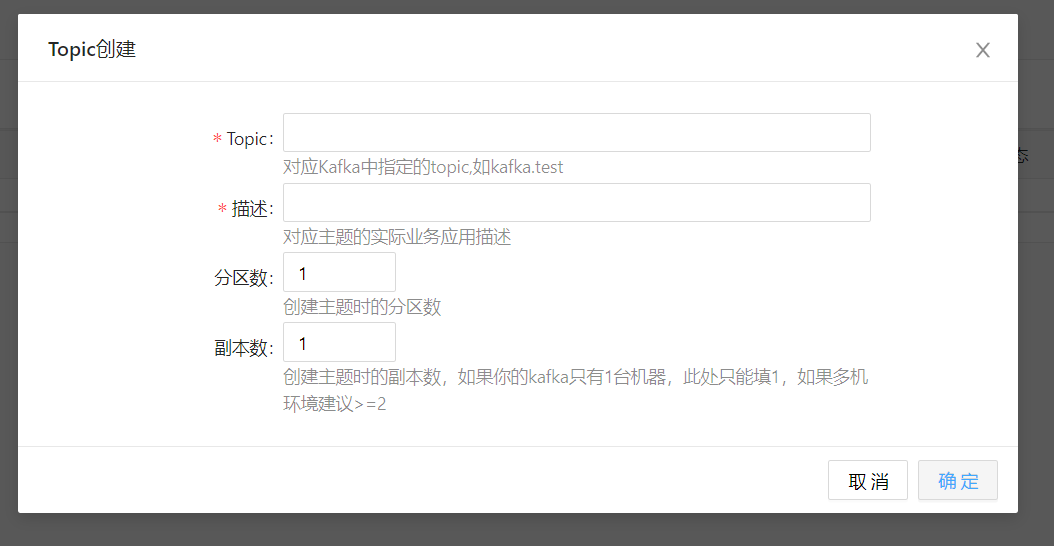 Topic创建
* Topic:
对应Kafka中指定的topic,如kafka.test
* 描述:
对应主题的实际业务应用描述
分区数: 1
创建主题时的分区数
副本数: 1
创建主题时的副本数，如果你的kafka只有1台机器，此处只能填1，如果多机
环境建议>=2
取 消 确 定